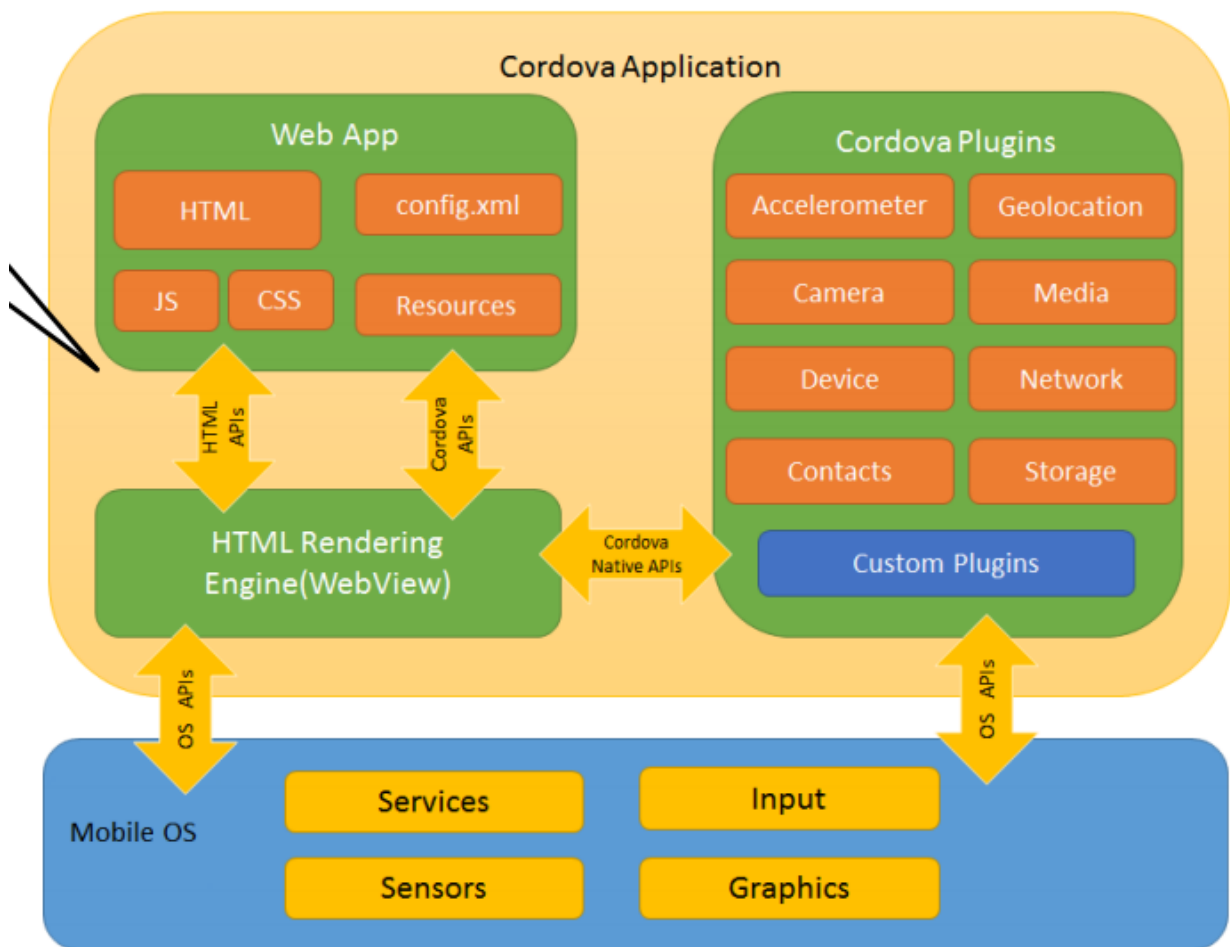 Cordova Application
Web App
HTML
config.xml
JS
CSS
Resources
Cordova Plugins
Accelerometer
Geolocation
Camera
Media
Device
Network
Contacts
Storage
Custom Plugins
HTML
APIs
Cordova
APIs
HTML Rendering
Engine(WebView)
Cordova
Native APIs
OS APIs
OS APIs
Mobile OS
Services
Input
Sensors
Graphics